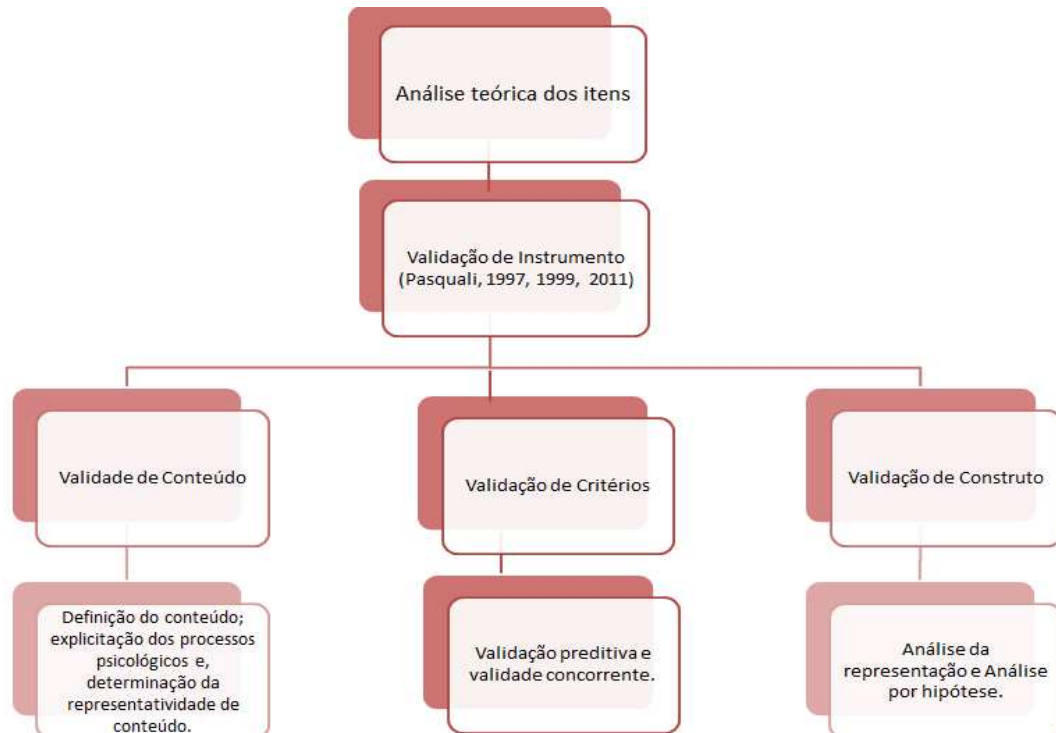 Análise teórica dos itens
Validação de Instrumento
(Pasquali, 1997, 1999, 2011)
Validade de Conteúdo
Validação de Critérios
Validação de Construto
Definição do conteúdo;
explicitação dos processos
psicológicos e,
determinação da
representatividade de
conteúdo.
Validação preditiva e
validade concorrente.
Análise da
representação e Análise
por hipótese.